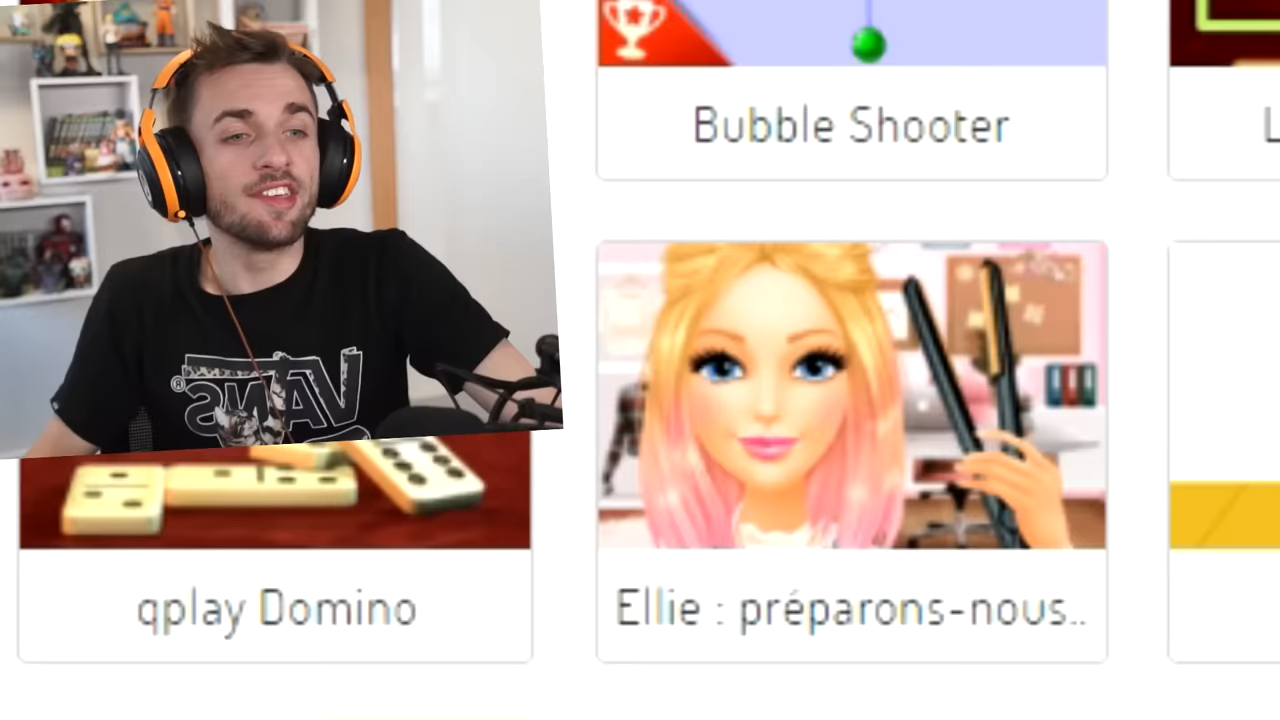 Bubble Shooter
L
VANS®
qplay Domino
Ellie : préparons-nous..